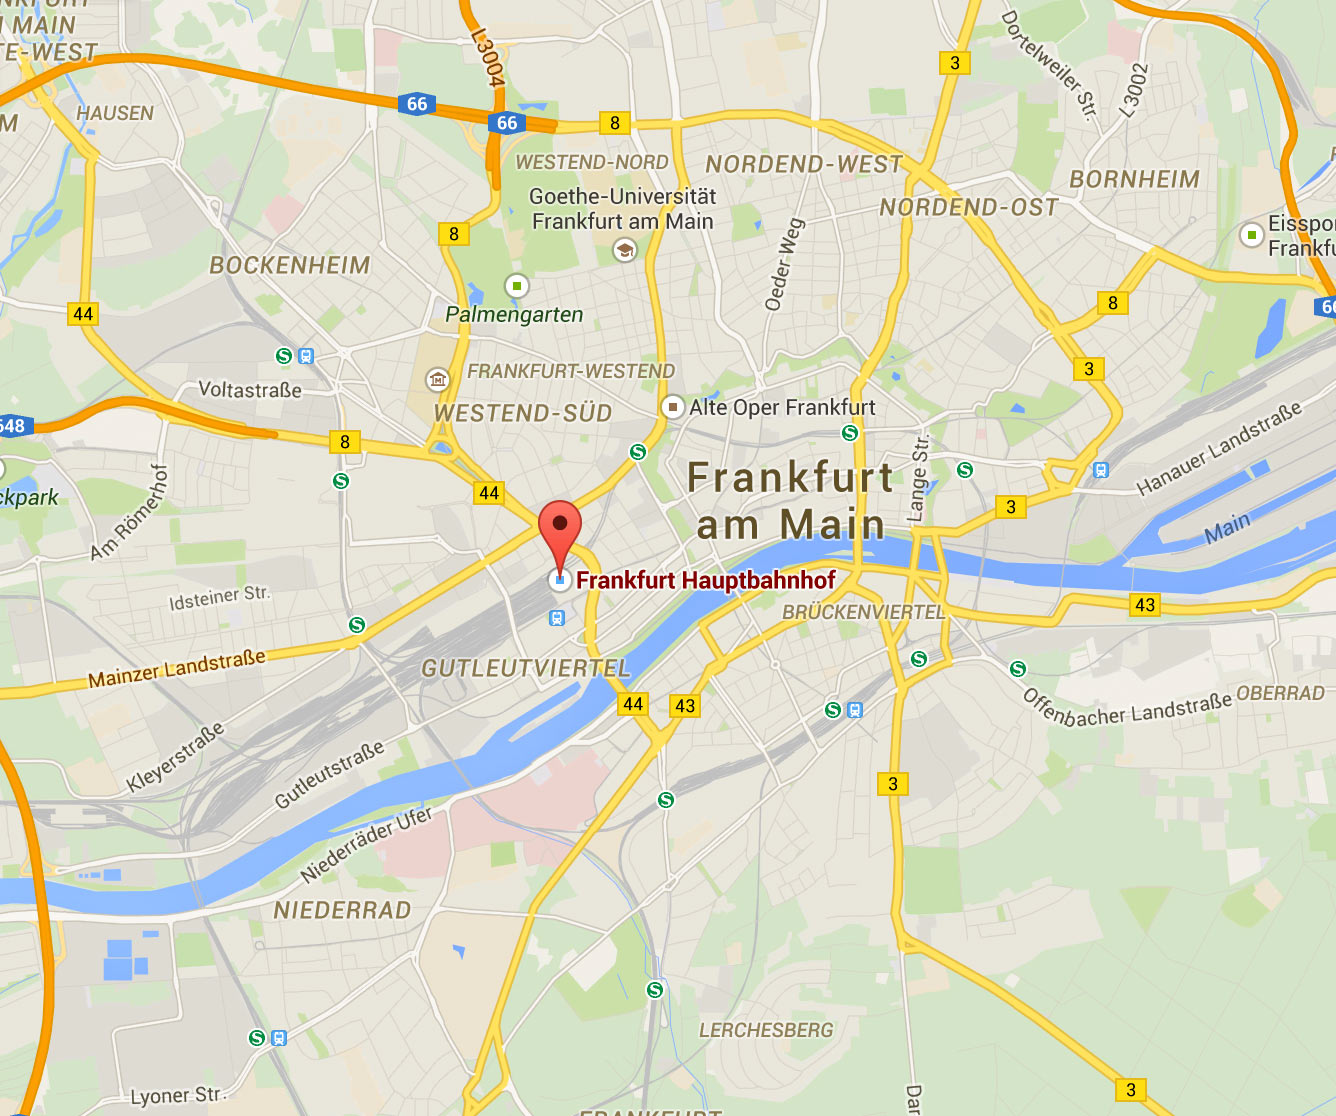 MAIN
TE-WEST
HAUSEN
L3004
66
66
8
3
Dortelweiler Str.
L3002
WESTEND-NORD
NORDEND-WEST
BORNHEIM
Goethe-Universität
Frankfurt am Main
NORDEND-OST
8
Eisspor
Frankfu
BOCKENHEIM
Oeder Weg
44
Palmengarten
8
66
S
Voltastraße
FRANKFURT-WESTEND
3
WESTEND-SÜD
Alte Oper Frankfurt
648
8
S
S
Hanauer Landstraße
Frankfurt
am Main
Lange Str.
S
S
44
3
ckpark
Am Römerhof
Main
Frankfurt Hauptbahnhof
Idsteiner Str.
BRÜCKENVIERTEL
43
S
Mainzer Landstraße
GUTLEUTVIERTEL
S
S
Offenbacher Landstraße
OBERRAD
44
43
S
Kleyerstraße
Gutleutstraße
3
S
Niederräder Ufer
NIEDERRAD
S
LERCHESBERG
S
Lyoner Str.
3
Dar
FRANKFURT